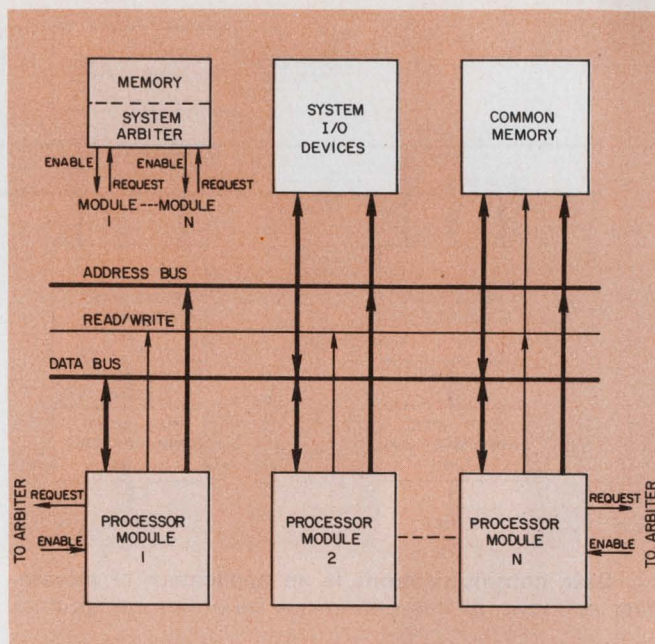 MEMORY
SYSTEM
ARBITER
ENABLE
REQUEST
ENABLE
REQUEST
MODULE ---MODULE
1 N
SYSTEM
I/O
DEVICES
COMMON
MEMORY
ADDRESS BUS
READ/WRITE
DATA BUS
TO ARBITER
REQUEST
ENABLE
PROCESSOR
MODULE
1
PROCESSOR
MODULE
2
PROCESSOR
MODULE
N
REQUEST
ENABLE
TO ARBITER